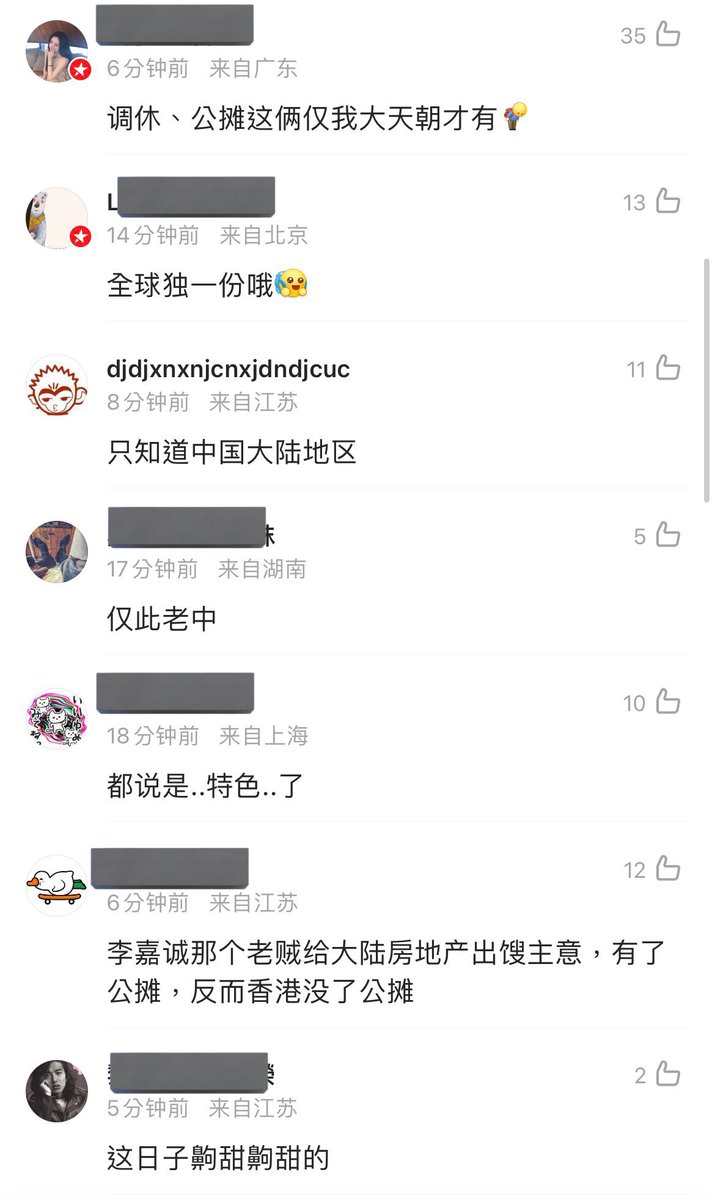 35
6分钟前 来自广东
调休、公摊这俩仅我大天朝才有
L
13
14分钟前 来自北京
全球独一份哦
djdjxnxnjcnxjdndjcuc
11
8分钟前 来自江苏
只知道中国大陆地区
5
17分钟前 来自湖南
仅此老中
10
18分钟前 来自上海
都说是..特色..了
12
6分钟前 来自江苏
李嘉诚那个老贼给大陆房地产出馊主意，有了
公摊，反而香港没了公摊
2
5分钟前 来自江苏
这日子齁甜齁甜的